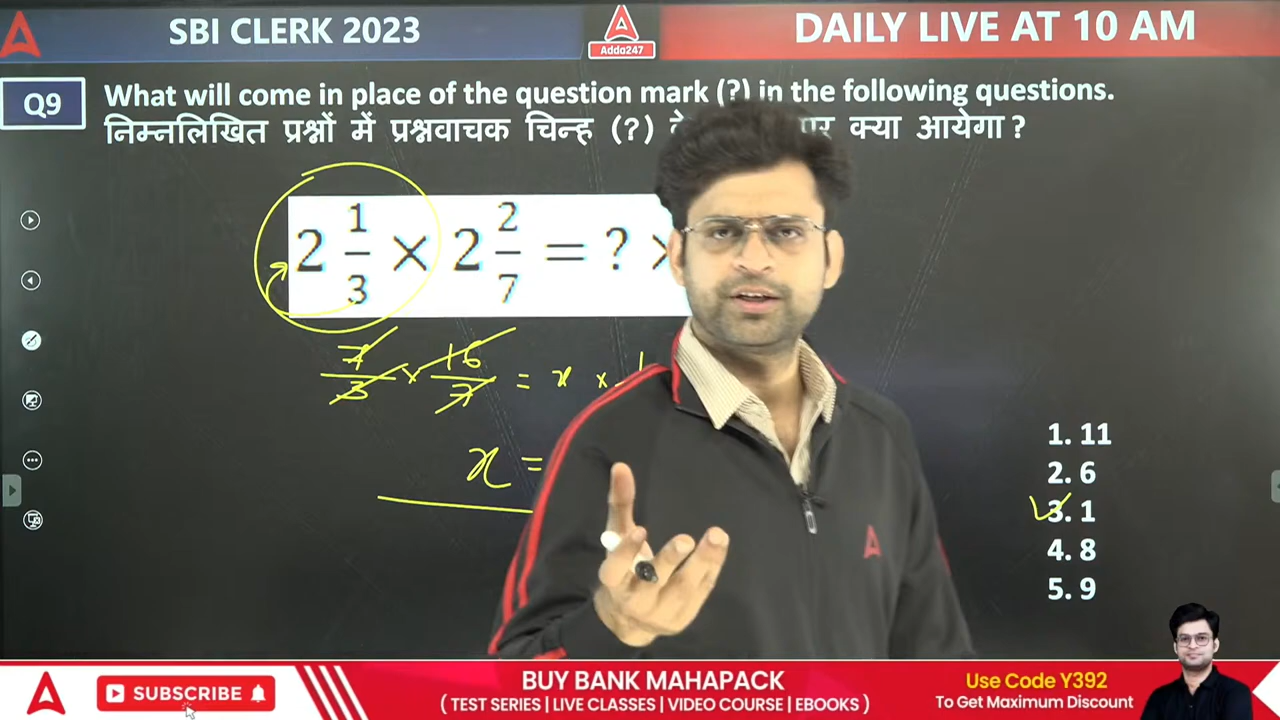 SBI CLERK 2023
Adda247
DAILY LIVE AT 10 AM
Q9
What will come in place of the question mark (?) in the following questions.
निम्नलिखित प्रश्नों में प्रश्नवाचक चिन्ह (?) पर क्या आयेगा ?
2 1/3 × 2 2/7 = ? ×
7/3 × 16/7 = x ×
x =
1. 11
2. 6
3. 1
4. 8
5. 9
SUBSCRIBE
BUY BANK MAHAPACK
( TEST SERIES | LIVE CLASSES | VIDEO COURSE | EBOOKS )
Use Code Y392
To Get Maximum Discount